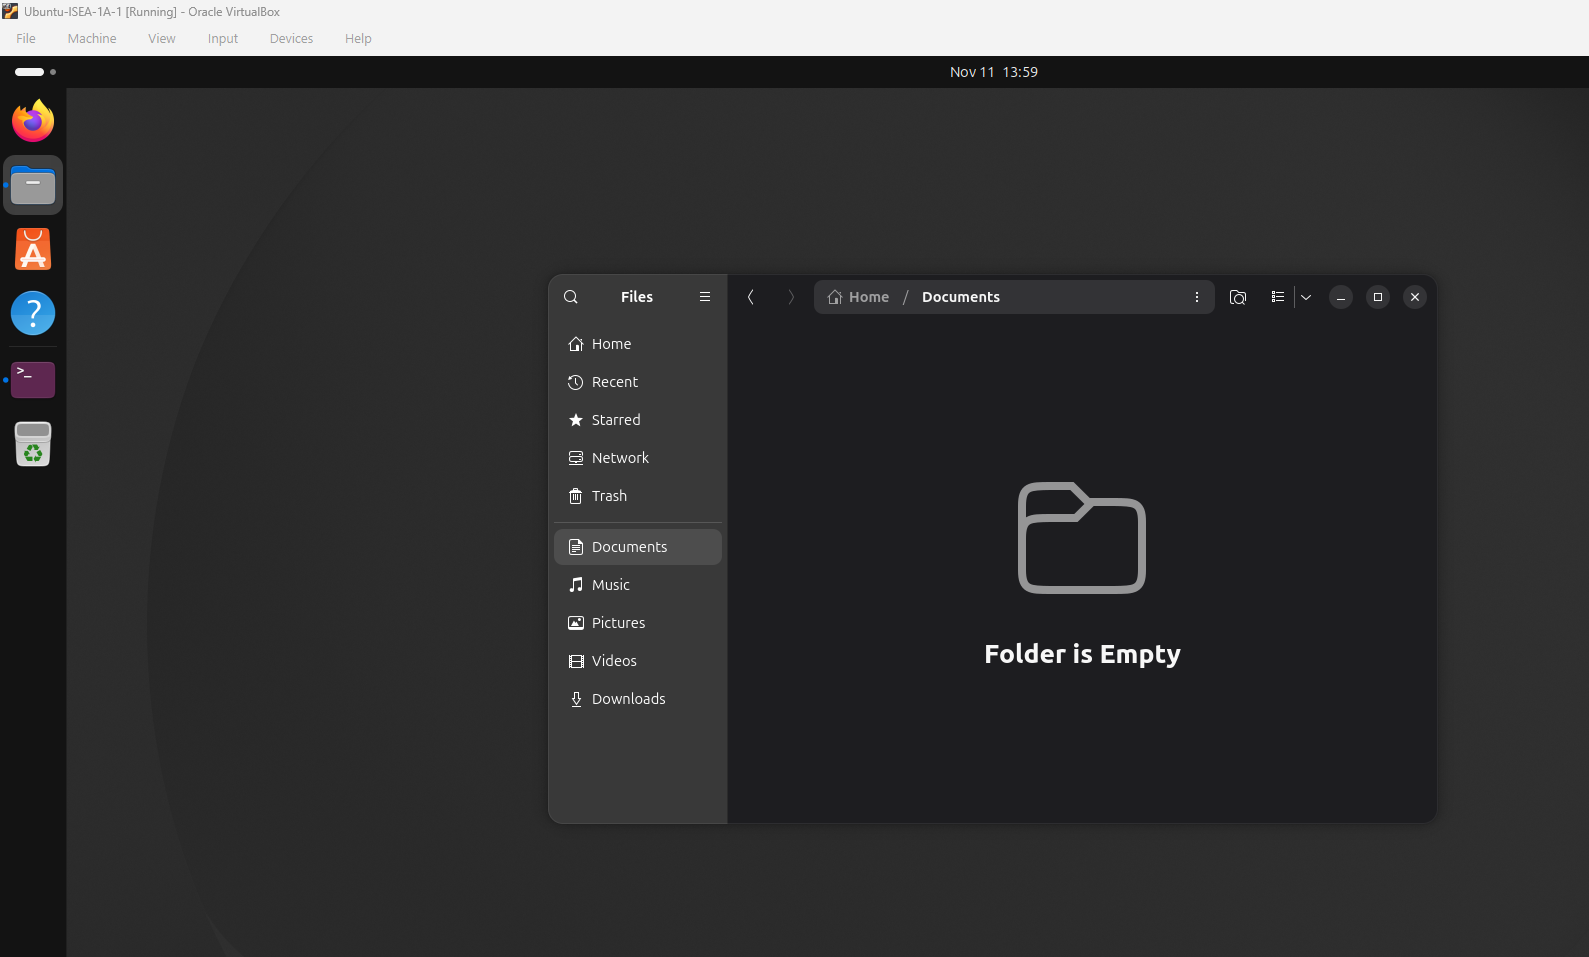 Ubuntu-ISEA-1A-1 [Running] - Oracle VirtualBox
File Machine View Input Devices Help
Nov 11 13:59
Files
Home / Documents
Home
Recent
Starred
Network
Trash
Documents
Music
Pictures
Videos
Downloads
Folder is Empty